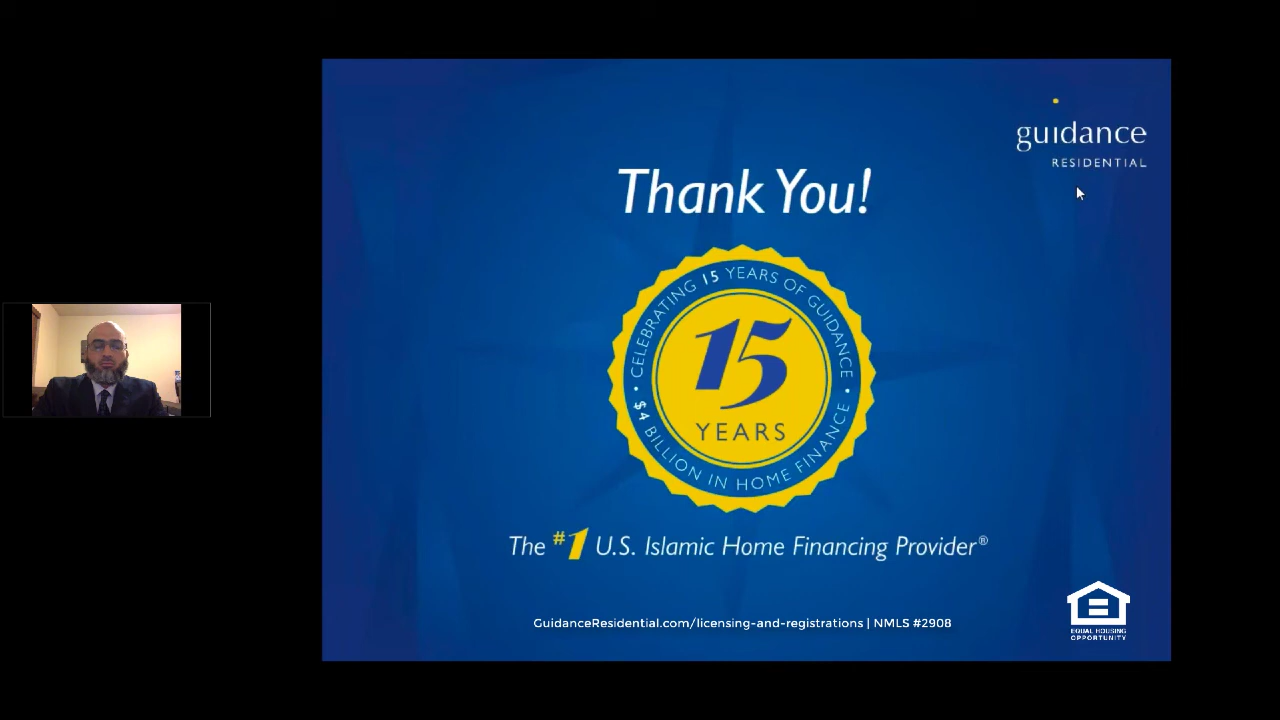 guidance
RESIDENTIAL
Thank You!
• CELEBRATING 15 YEARS OF GUIDANCE •
15
YEARS
$4 BILLION IN HOME FINANCE
The #1 U.S. Islamic Home Financing Provider®
GuidanceResidential.com/licensing-and-registrations | NMLS #2908
EQUAL HOUSING
OPPORTUNITY